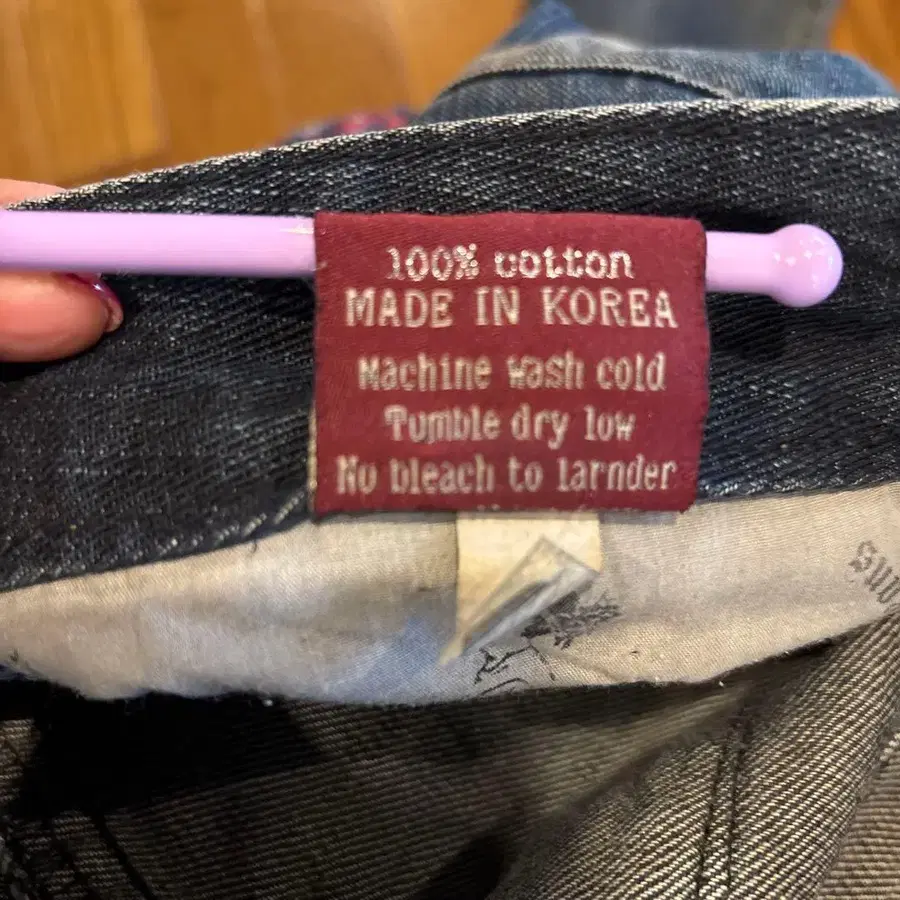 100% cotton
MADE IN KOREA
Machine wash cold
Tumble dry low
No bleach to larnder